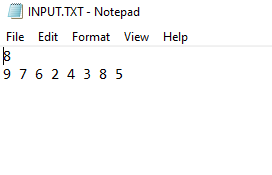 INPUT.TXT - Notepad
File Edit Format View Help
8
9 7 6 2 4 3 8 5